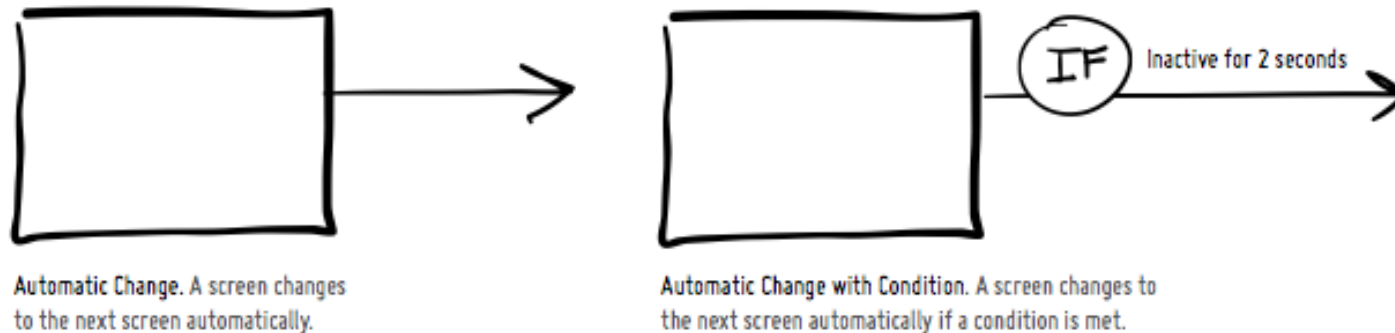 IF
Inactive for 2 seconds
Automatic Change. A screen changes
to the next screen automatically.
Automatic Change with Condition. A screen changes to
the next screen automatically if a condition is met.